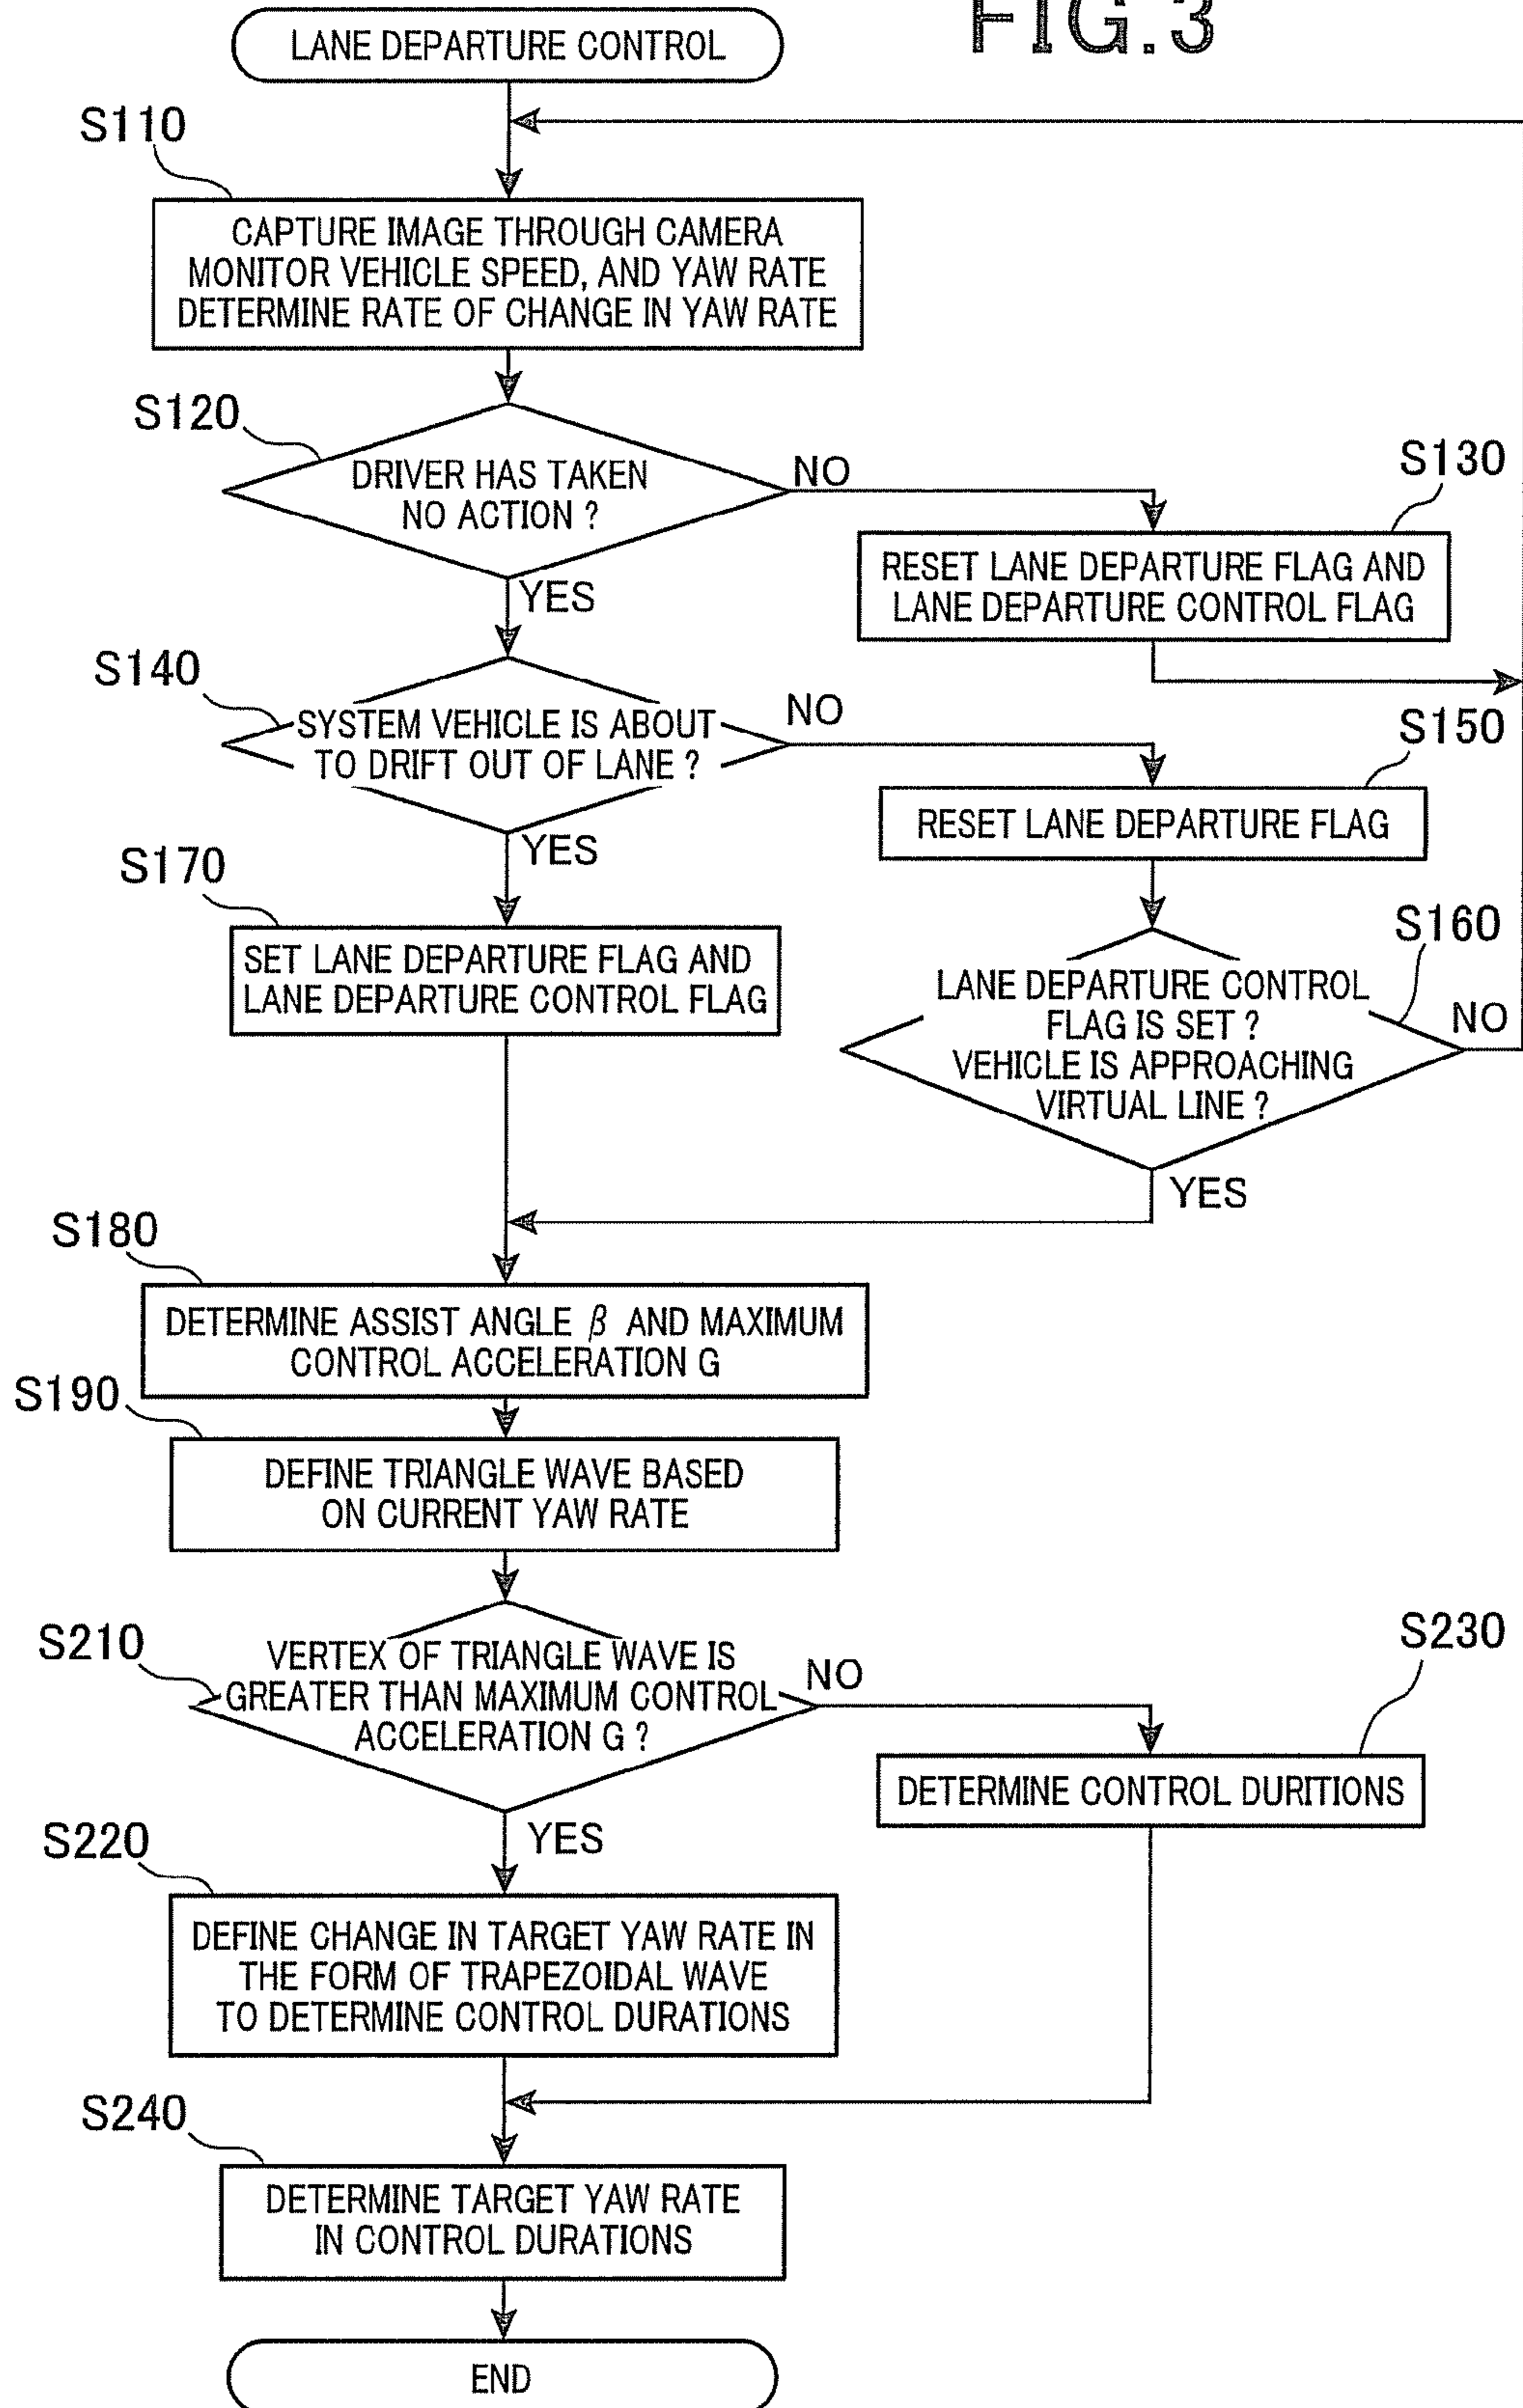 FIG.3
LANE DEPARTURE CONTROL
S110
CAPTURE IMAGE THROUGH CAMERA
MONITOR VEHICLE SPEED, AND YAW RATE
DETERMINE RATE OF CHANGE IN YAW RATE
S120
DRIVER HAS TAKEN
NO ACTION ?
NO
YES
S130
RESET LANE DEPARTURE FLAG AND
LANE DEPARTURE CONTROL FLAG
S140
SYSTEM VEHICLE IS ABOUT
TO DRIFT OUT OF LANE ?
NO
YES
S150
RESET LANE DEPARTURE FLAG
S170
SET LANE DEPARTURE FLAG AND
LANE DEPARTURE CONTROL FLAG
S160
LANE DEPARTURE CONTROL
FLAG IS SET ?
VEHICLE IS APPROACHING
VIRTUAL LINE ?
NO
YES
S180
DETERMINE ASSIST ANGLE β AND MAXIMUM
CONTROL ACCELERATION G
S190
DEFINE TRIANGLE WAVE BASED
ON CURRENT YAW RATE
S210
VERTEX OF TRIANGLE WAVE IS
GREATER THAN MAXIMUM CONTROL
ACCELERATION G ?
NO
YES
S230
DETERMINE CONTROL DURITIONS
S220
DEFINE CHANGE IN TARGET YAW RATE IN
THE FORM OF TRAPEZOIDAL WAVE
TO DETERMINE CONTROL DURATIONS
S240
DETERMINE TARGET YAW RATE
IN CONTROL DURATIONS
END